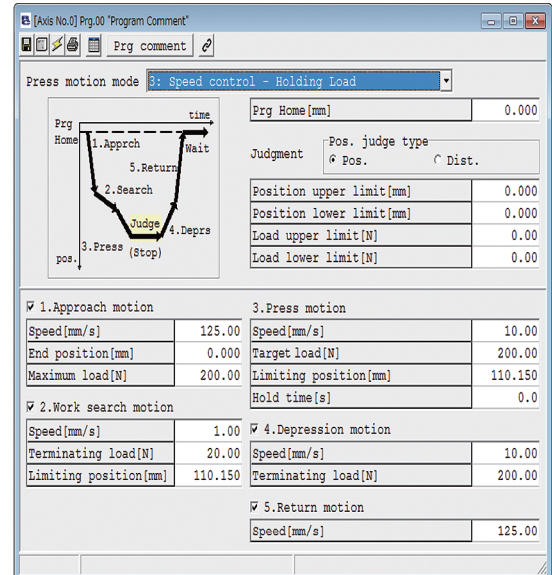 [Axis No.0] Prg.00 "Program Comment"
Prg comment
Press motion mode 3: Speed control - Holding Load
Prg Home
time
1.Apprch
Wait
5.Return
2.Search
Judge
4.Deprs
3.Press
(Stop)
pos.
Prg Home[mm] 0.000
Judgment
Pos. judge type
Pos. Dist.
Position upper limit[mm] 0.000
Position lower limit[mm] 0.000
Load upper limit[N] 0.00
Load lower limit[N] 0.00
1.Approach motion
Speed[mm/s] 125.00
End position[mm] 0.000
Maximum load[N] 200.00
2.Work search motion
Speed[mm/s] 1.00
Terminating load[N] 20.00
Limiting position[mm] 110.150
3.Press motion
Speed[mm/s] 10.00
Target load[N] 200.00
Limiting position[mm] 110.150
Hold time[s] 0.0
4.Depression motion
Speed[mm/s] 10.00
Terminating load[N] 200.00
5.Return motion
Speed[mm/s] 125.00